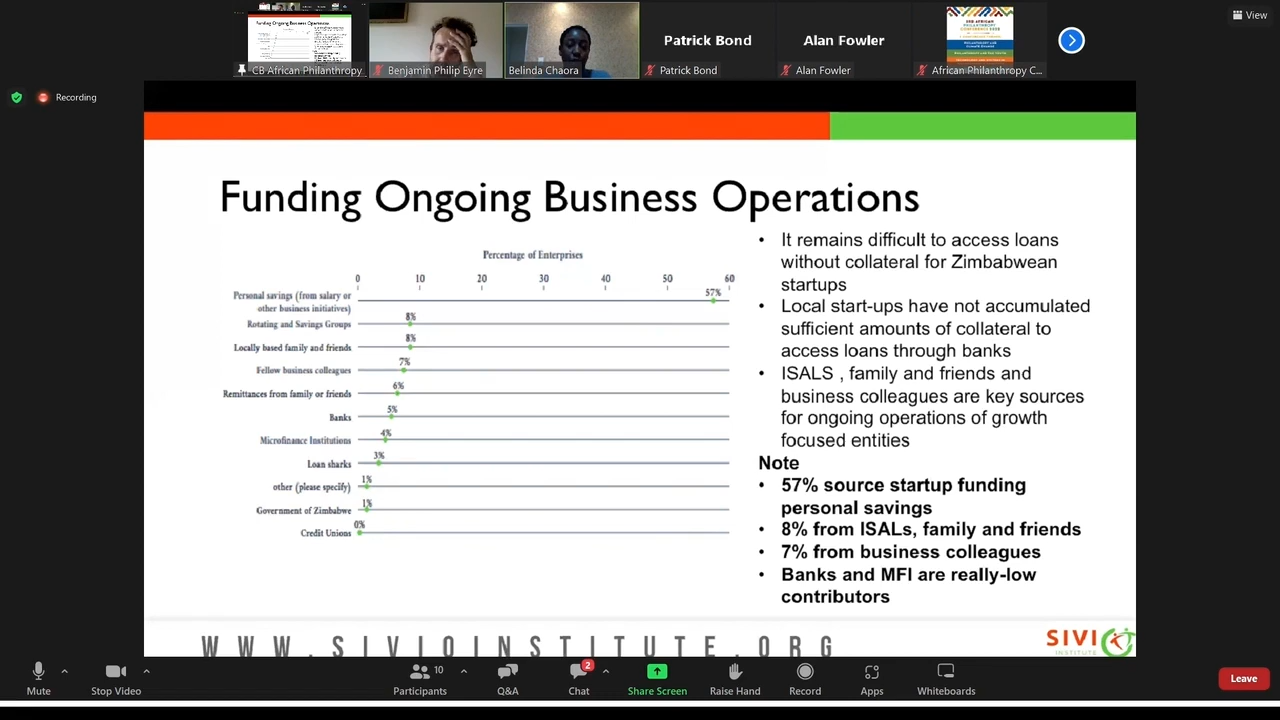 Funding Ongoing Business Operations
Patrick Bond
Alan Fowler
View
CB African Philanthropy
Benjamin Philip Eyre
Belinda Chaora
Patrick Bond
Alan Fowler
African Philanthropy C...
Recording
Funding Ongoing Business Operations
Percentage of Enterprises
0 10 20 30 40 50 60
Personal savings (from salary or
other business initiatives)
57%
Rotating and Savings Groups
8%
Locally based family and friends
8%
Fellow business colleagues
7%
Remittances from family or friends
6%
Banks
5%
Microfinance Institutions
4%
Loan sharks
3%
other (please specify)
1%
Government of Zimbabwe
1%
Credit Unions
0%
• It remains difficult to access loans
without collateral for Zimbabwean
startups
• Local start-ups have not accumulated
sufficient amounts of collateral to
access loans through banks
• ISALS , family and friends and
business colleagues are key sources
for ongoing operations of growth
focused entities
Note
• 57% source startup funding
personal savings
• 8% from ISALs, family and friends
• 7% from business colleagues
• Banks and MFI are really-low
contributors
WWW.SIVIOINSTITUTE.ORG
SIVI
INSTITUTE
Mute
Stop Video
10
Participants
Q&A
2
Chat
Share Screen
Raise Hand
Record
Apps
Whiteboards
Leave